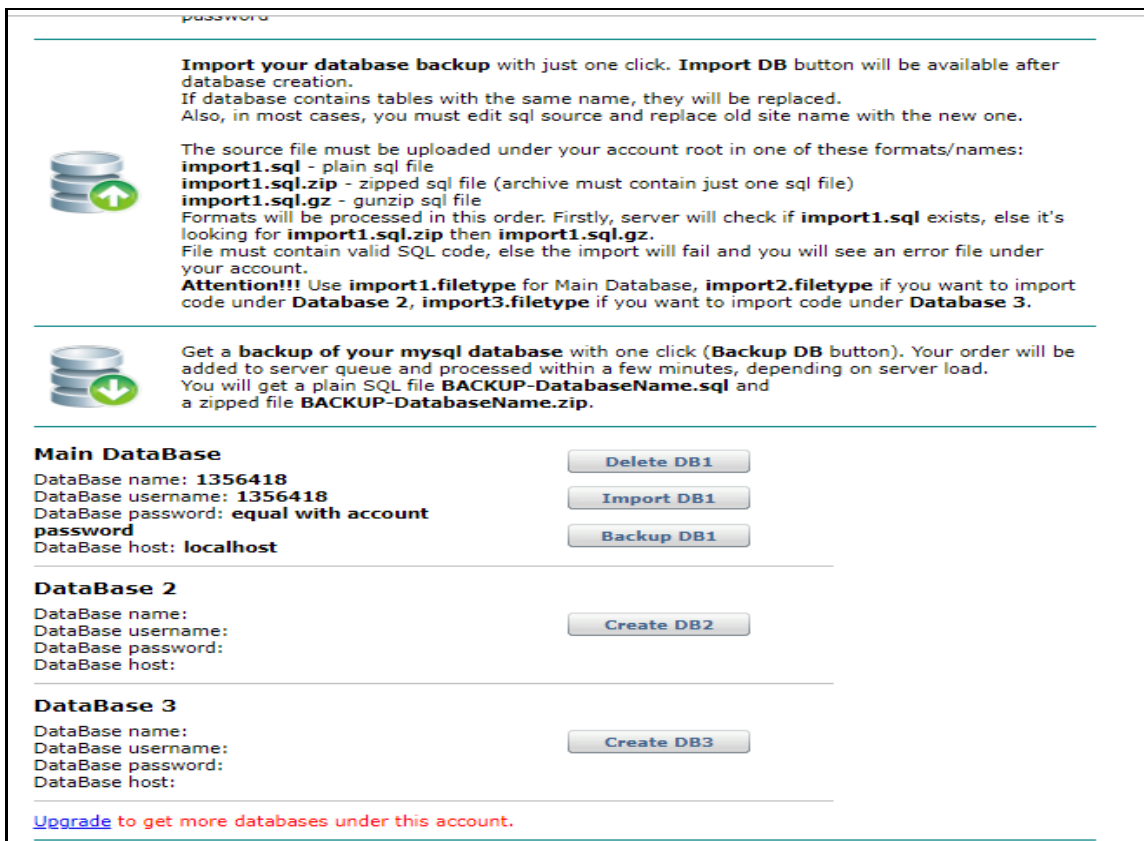 password
Import your database backup with just one click. Import DB button will be available after
database creation.
If database contains tables with the same name, they will be replaced.
Also, in most cases, you must edit sql source and replace old site name with the new one.
The source file must be uploaded under your account root in one of these formats/names:
import1.sql - plain sql file
import1.sql.zip - zipped sql file (archive must contain just one sql file)
import1.sql.gz - gunzip sql file
Formats will be processed in this order. Firstly, server will check if import1.sql exists, else it's
looking for import1.sql.zip then import1.sql.gz.
File must contain valid SQL code, else the import will fail and you will see an error file under
your account.
Attention!!! Use import1.filetype for Main Database, import2.filetype if you want to import
code under Database 2, import3.filetype if you want to import code under Database 3.
Get a backup of your mysql database with one click (Backup DB button). Your order will be
added to server queue and processed within a few minutes, depending on server load.
You will get a plain SQL file BACKUP-DatabaseName.sql and
a zipped file BACKUP-DatabaseName.zip.
Main DataBase
DataBase name: 1356418
DataBase username: 1356418
DataBase password: equal with account
password
DataBase host: localhost
Delete DB1
Import DB1
Backup DB1
DataBase 2
DataBase name:
DataBase username:
DataBase password:
DataBase host:
Create DB2
DataBase 3
DataBase name:
DataBase username:
DataBase password:
DataBase host:
Create DB3
Upgrade to get more databases under this account.